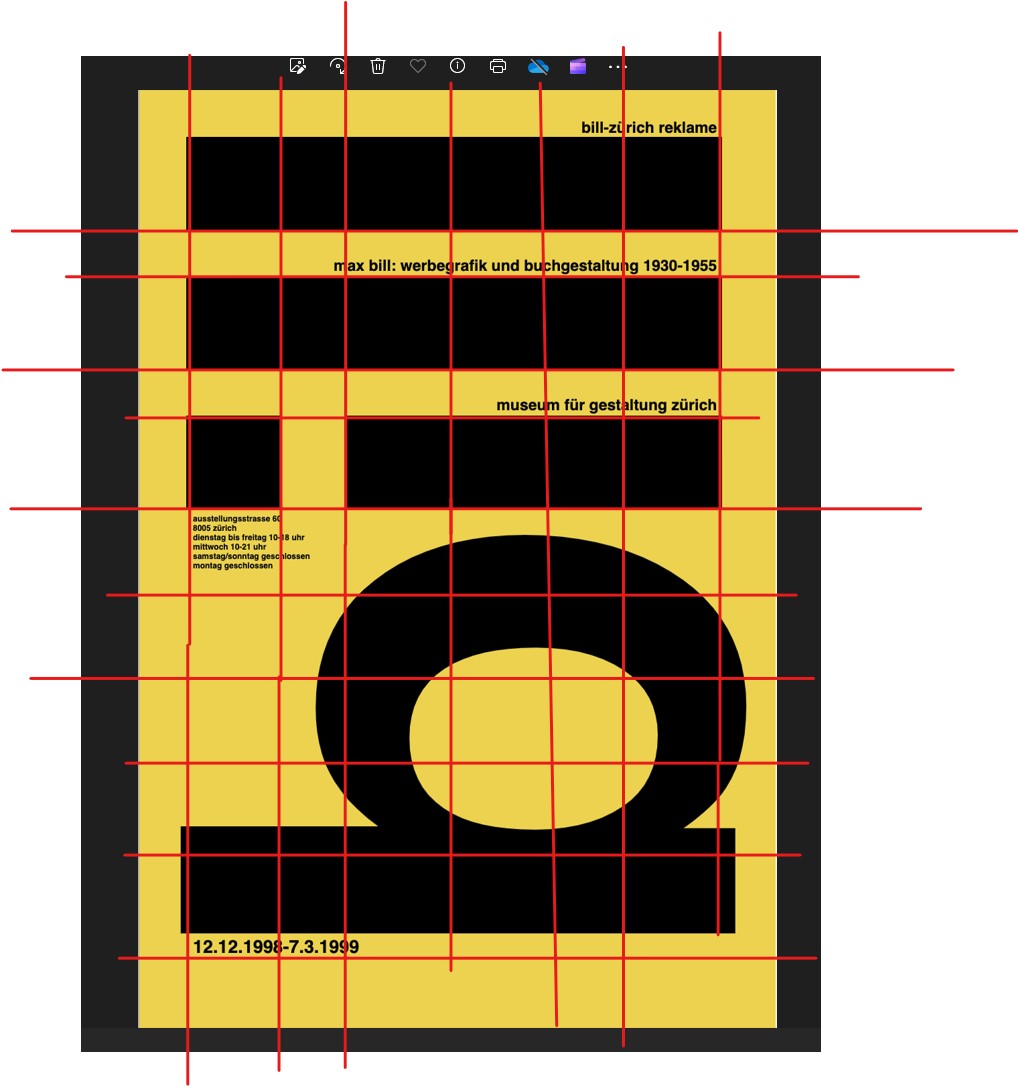 bill-zürich reklame
max bill: werbegrafik und buchgestaltung 1930-1955
museum für gestaltung zürich
ausstellungsstrasse 60
8005 zürich
dienstag bis freitag 10-18 uhr
mittwoch 10-21 uhr
samstag/sonntag geschlossen
montag geschlossen
bill
12.12.1998-7.3.1999